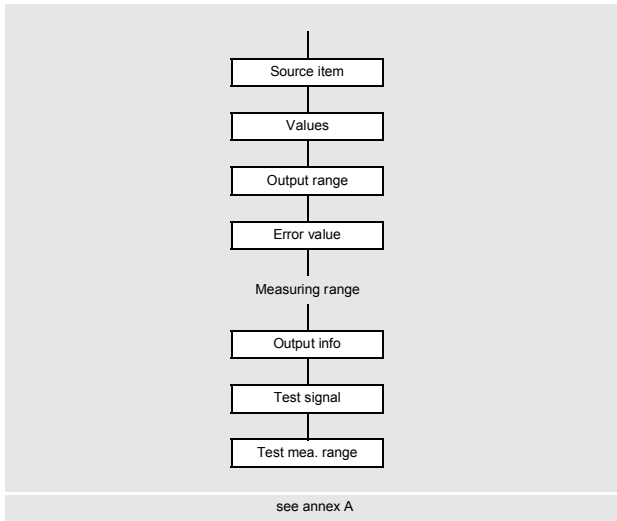 Source item
Values
Output range
Error value
Measuring range
Output info
Test signal
Test mea. range
see annex A